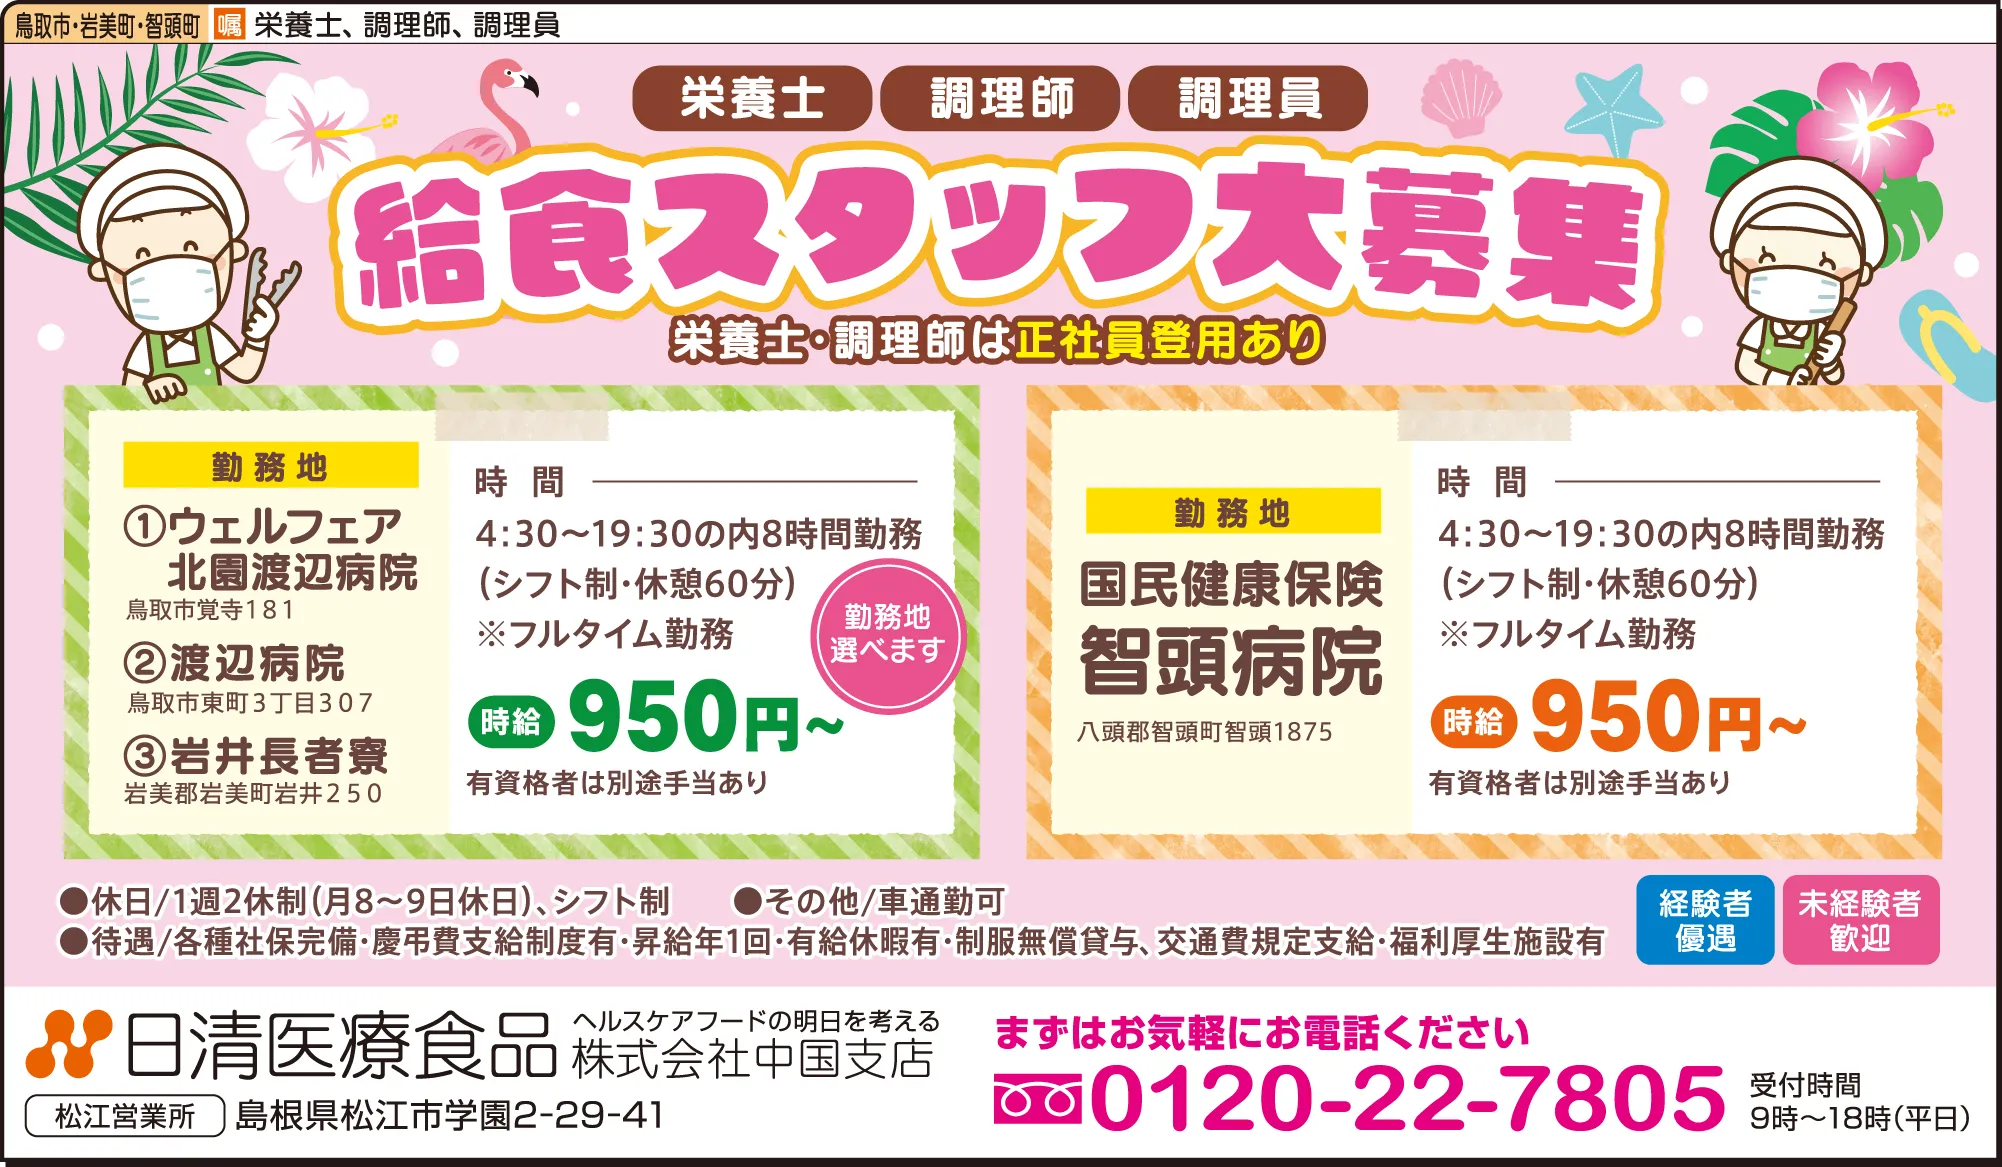 鳥取市・岩美町・智頭町 嘱 栄養士、調理師、調理員
栄養士 調理師 調理員
給食スタッフ大募集
栄養士・調理師は正社員登用あり
勤務地
①ウェルフェア
北園渡辺病院
鳥取市覚寺181
②渡辺病院
鳥取市東町3丁目307
③岩井長者寮
岩美郡岩美町岩井250
時間
4:30〜19:30の内8時間勤務
(シフト制・休憩60分)
※フルタイム勤務
勤務地
選べます
時給 950円〜
有資格者は別途手当あり
勤務地
国民健康保険
智頭病院
八頭郡智頭町智頭1875
時間
4:30〜19:30の内8時間勤務
(シフト制・休憩60分)
※フルタイム勤務
時給 950円〜
有資格者は別途手当あり
●休日/1週2休制(月8〜9日休日)、シフト制 ●その他/車通勤可
●待遇/各種社保完備・慶弔費支給制度有・昇給年1回・有給休暇有・制服無償貸与、交通費規定支給・福利厚生施設有
経験者
優遇
未経験者
歓迎
日清医療食品
ヘルスケアフードの明日を考える
株式会社中国支店
松江営業所 島根県松江市学園2-29-41
まずはお気軽にお電話ください
0120-22-7805
受付時間
9時〜18時(平日)